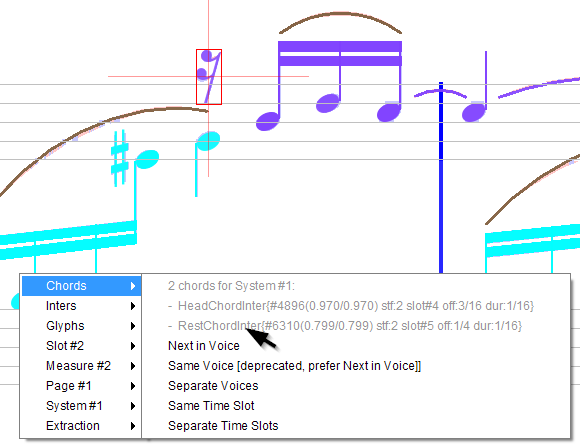 Chords
Inters
Glyphs
Slot #2
Measure #2
Page #1
System #1
Extraction
2 chords for System #1:
- HeadChordInter{#4896(0.970/0.970) stf:2 slot#4 off:3/16 dur:1/16}
- RestChordInter{#6310(0.799/0.799) stf:2 slot#5 off:1/4 dur:1/16}
Next in Voice
Same Voice [deprecated, prefer Next in Voice]]
Separate Voices
Same Time Slot
Separate Time Slots